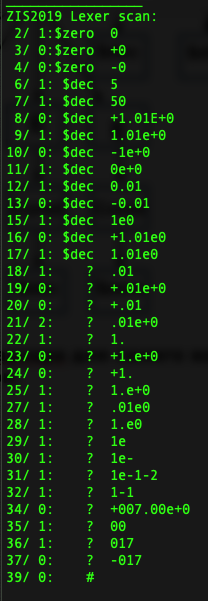 ZIS2019 Lexer scan:
2/ 1:$zero 0
3/ 0:$zero +0
4/ 0:$zero -0
6/ 1: $dec 5
7/ 1: $dec 50
8/ 0: $dec +1.01E+0
9/ 1: $dec 1.01e+0
10/ 0: $dec -1e+0
11/ 1: $dec 0e+0
12/ 1: $dec 0.01
13/ 0: $dec -0.01
15/ 1: $dec 1e0
16/ 0: $dec +1.01e0
17/ 1: $dec 1.01e0
18/ 1: ? .01
19/ 0: ? +.01e+0
20/ 0: ? +.01
21/ 2: ? .01e+0
22/ 1: ? 1.
23/ 0: ? +1.e+0
24/ 0: ? +1.
25/ 1: ? 1.e+0
27/ 1: ? .01e0
28/ 1: ? 1.e0
29/ 1: ? 1e
30/ 1: ? 1e-
31/ 1: ? 1e-1-2
32/ 1: ? 1-1
34/ 0: ? +007.00e+0
35/ 1: ? 00
36/ 1: ? 017
37/ 0: ? -017
39/ 0: ? #